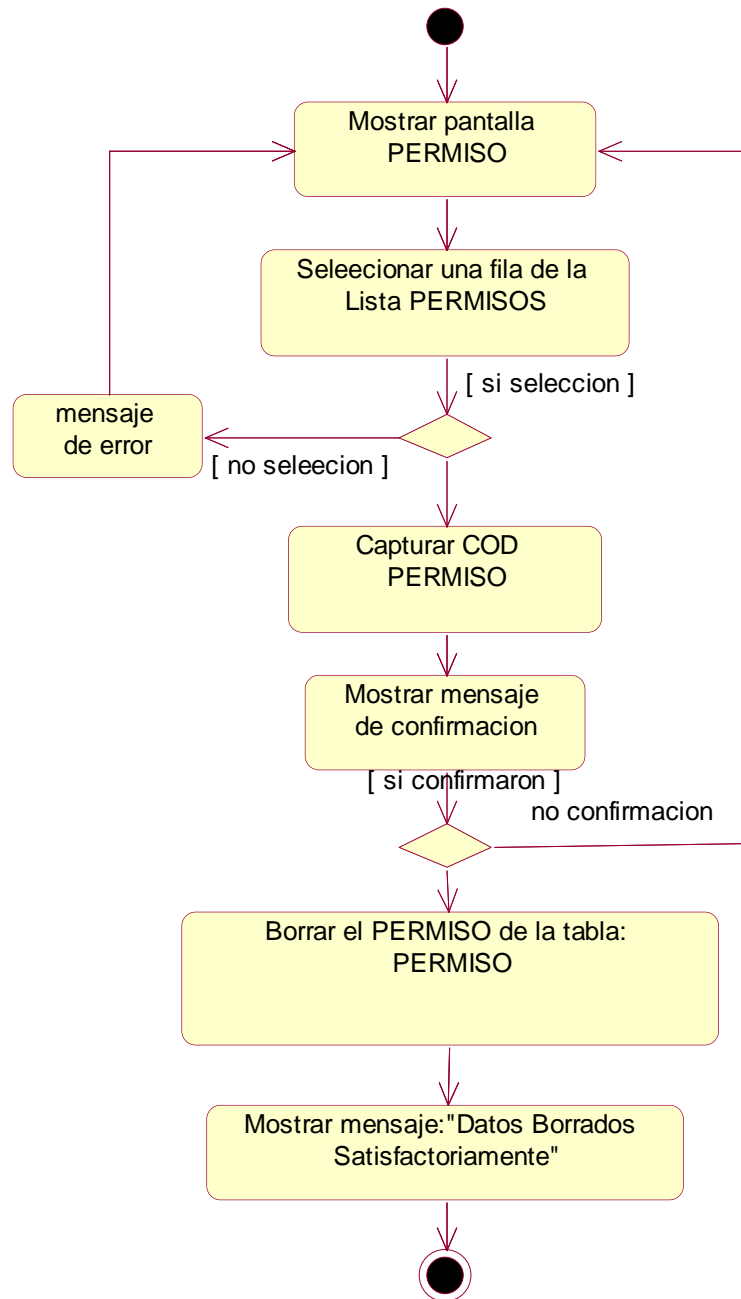 Mostrar pantalla
PERMISO
Seleecionar una fila de la
Lista PERMISOS
[ si seleccion ]
mensaje
de error
[ no seleecion ]
Capturar COD
PERMISO
Mostrar mensaje
de confirmacion
[ si confirmaron ]
no confirmacion
Borrar el PERMISO de la tabla:
PERMISO
Mostrar mensaje:"Datos Borrados
Satisfactoriamente"